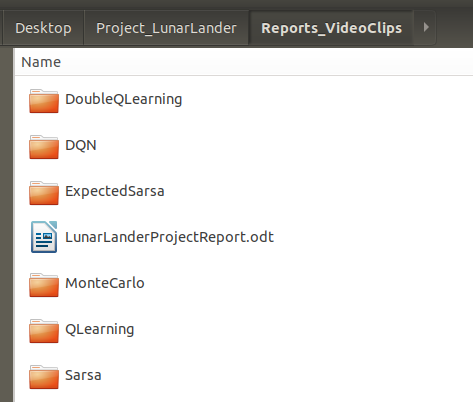 Desktop Project_LunarLander Reports_VideoClips
Name
DoubleQLearning
DQN
ExpectedSarsa
LunarLanderProjectReport.odt
MonteCarlo
QLearning
Sarsa